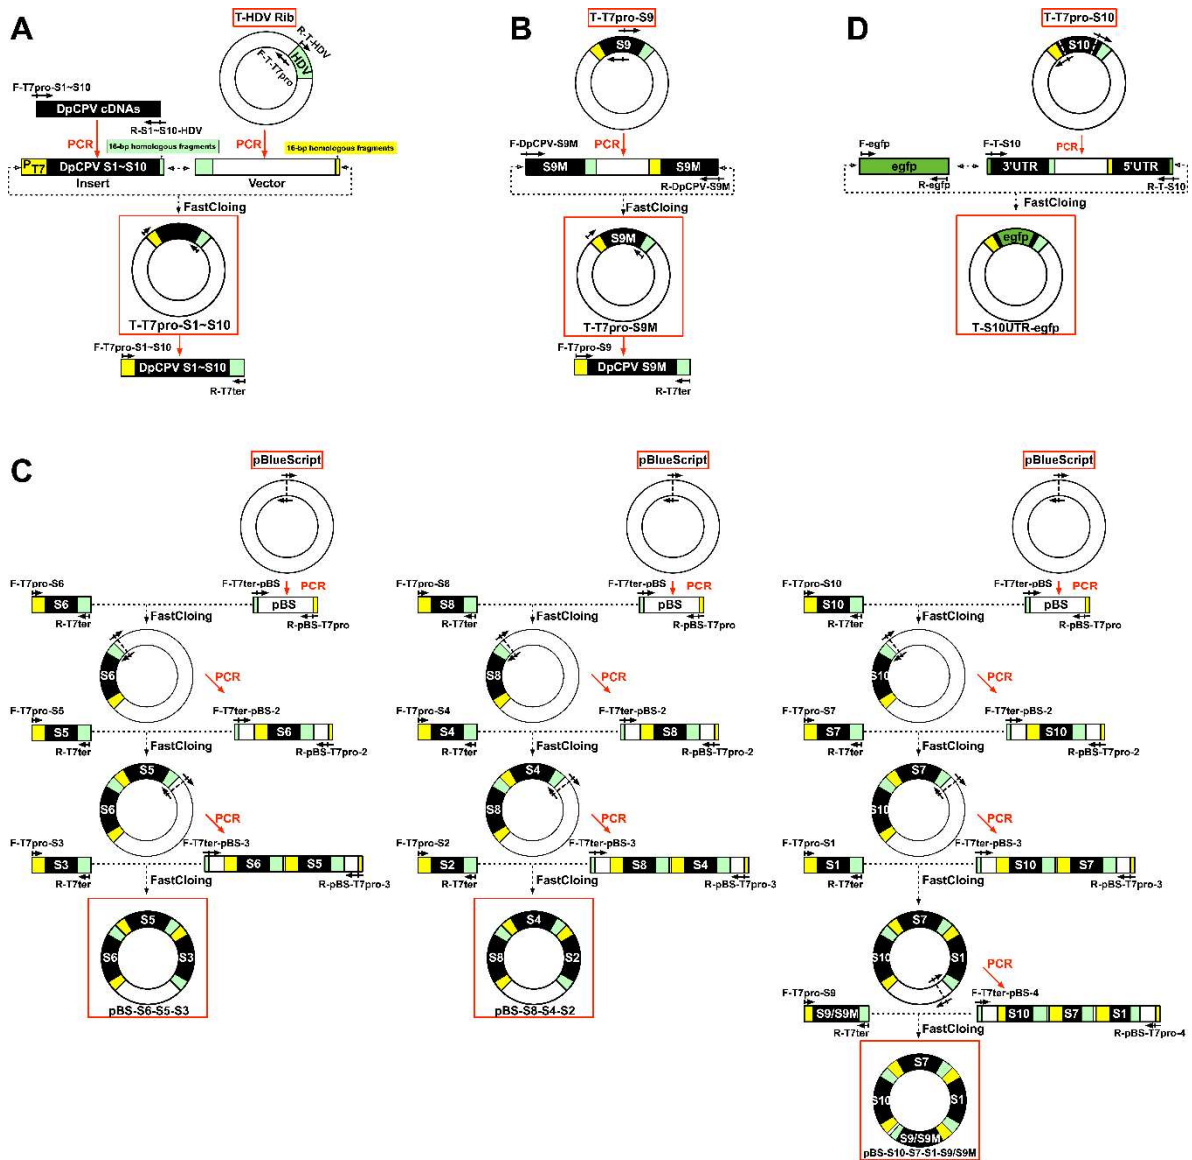 A
T-HDV Rib
R-T-HDV
HDV
F-T-T7pro
F-T7pro-S1~S10
DpCPV cDNAs
R-S1~S10-HDV
PCR
16-bp homologous fragments
PCR
16-bp homologous fragments
PT7
DpCPV S1~S10
Insert
Vector
FastCloing
T-T7pro-S1~S10
PCR
F-T7pro-S1~S10
DpCPV S1~S10
R-T7ter
B
T-T7pro-S9
S9
F-DpCPV-S9M
PCR
S9M
S9M
R-DpCPV-S9M
FastCloing
S9M
T-T7pro-S9M
PCR
F-T7pro-S9
DpCPV S9M
R-T7ter
D
T-T7pro-S10
S10
F-egfp
F-T-S10
PCR
egfp
3'UTR
5'UTR
R-egfp
R-T-S10
FastCloing
egfp
T-S10UTR-egfp
C
pBlueScript
F-T7pro-S6
F-T7ter-pBS
PCR
S6
pBS
R-T7ter
FastCloing
R-pBS-T7pro
S6
PCR
F-T7pro-S5
F-T7ter-pBS-2
S5
S6
R-T7ter
FastCloing
R-pBS-T7pro-2
S5
S6
PCR
F-T7pro-S3
F-T7ter-pBS-3
S3
S6
S5
R-T7ter
FastCloing
R-pBS-T7pro-3
S5
S6
S3
pBS-S6-S5-S3
pBlueScript
F-T7pro-S8
F-T7ter-pBS
PCR
S8
pBS
R-T7ter
FastCloing
R-pBS-T7pro
S8
PCR
F-T7pro-S4
F-T7ter-pBS-2
S4
S8
R-T7ter
FastCloing
R-pBS-T7pro-2
S4
S8
PCR
F-T7pro-S2
F-T7ter-pBS-3
S2
S8
S4
R-T7ter
FastCloing
R-pBS-T7pro-3
S4
S8
S2
pBS-S8-S4-S2
pBlueScript
F-T7pro-S10
F-T7ter-pBS
PCR
S10
pBS
R-T7ter
FastCloing
R-pBS-T7pro
S10
PCR
F-T7pro-S7
F-T7ter-pBS-2
S7
S10
R-T7ter
FastCloing
R-pBS-T7pro-2
S7
S10
PCR
F-T7pro-S1
F-T7ter-pBS-3
S1
S10
S7
R-T7ter
FastCloing
R-pBS-T7pro-3
S7
S10
S1
PCR
F-T7pro-S9
F-T7ter-pBS-4
S9/S9M
S10
S7
S1
R-T7ter
FastCloing
R-pBS-T7pro-4
S7
S10
S1
S9/S9M
pBS-S10-S7-S1-S9/S9M